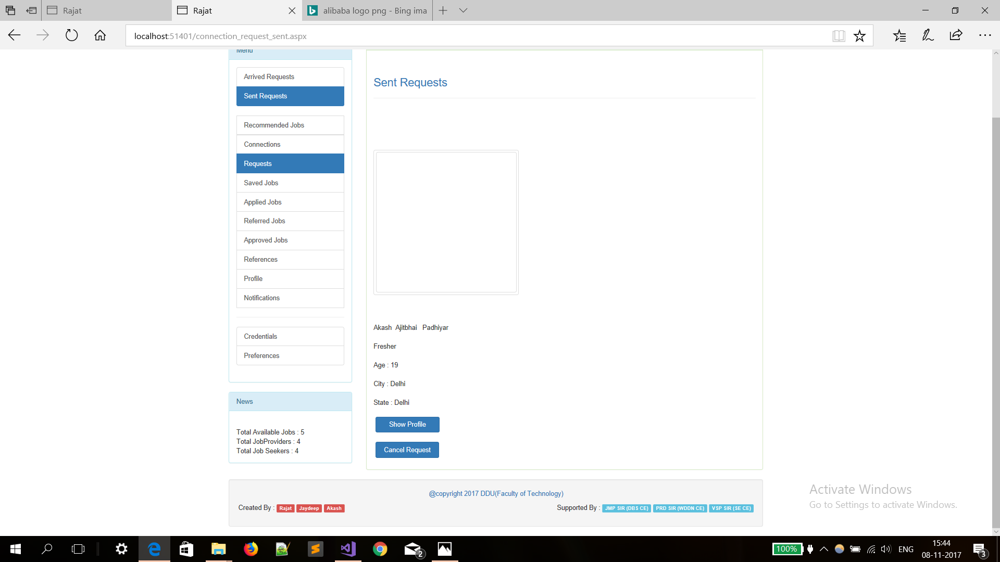 Rajat
Rajat
alibaba logo png - Bing ima
localhost:51401/connection_request_sent.aspx
Menu
Arrived Requests
Sent Requests
Recommended Jobs
Connections
Requests
Saved Jobs
Applied Jobs
Referred Jobs
Approved Jobs
References
Profile
Notifications
Credentials
Preferences
News
Total Available Jobs : 5
Total JobProviders : 4
Total Job Seekers : 4
Sent Requests
Akash Ajitbhai Padhiyar
Fresher
Age : 19
City : Delhi
State : Delhi
Show Profile
Cancel Request
@copyright 2017 DDU(Faculty of Technology)
Created By : Rajat Jaydeep Akash
Supported By : JMP SIR (DBS CE) PRD SIR (WDDN CE) VSP SIR (SE CE)
Activate Windows
Go to Settings to activate Windows.
2
100%
ENG
15:44
08-11-2017
3